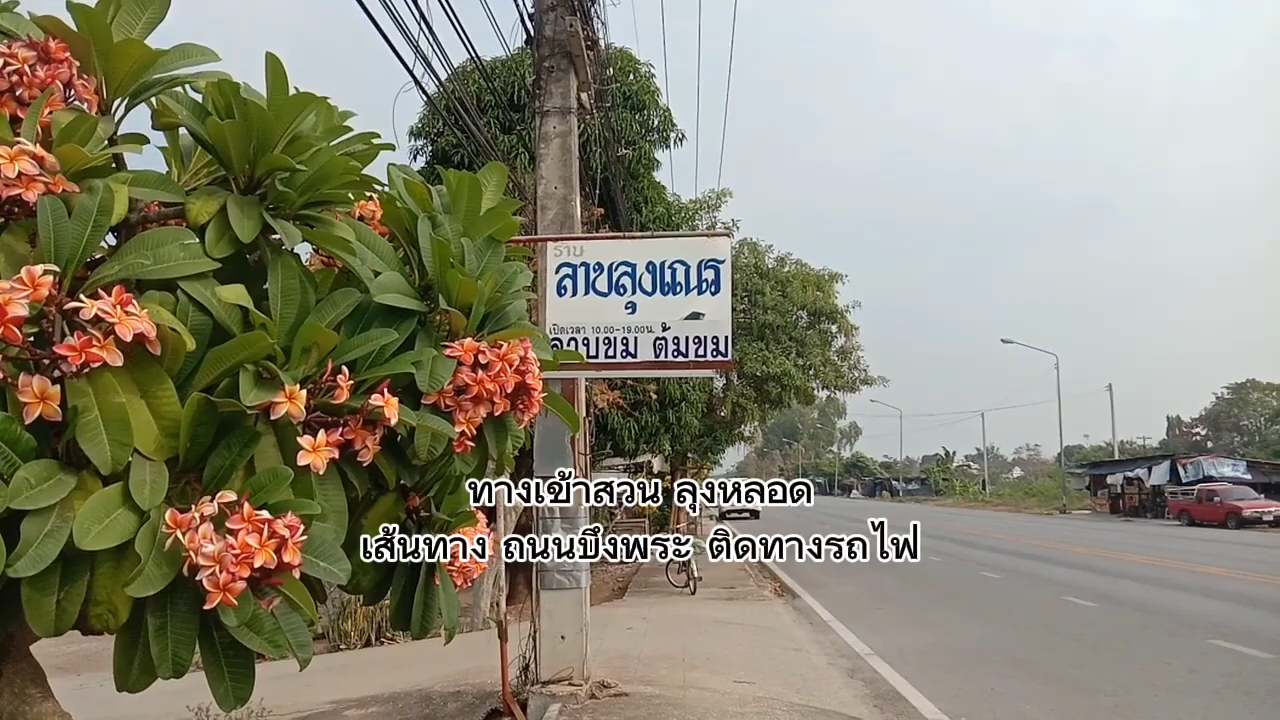 ร้าน
ลาบลุงเณร
เปิดเวลา 10.00-19.00น.
ลาบขม ต้มขม
ทางเข้าสวน ลุงหลอด
เส้นทาง ถนนบึงพระ ติดทางรถไฟ